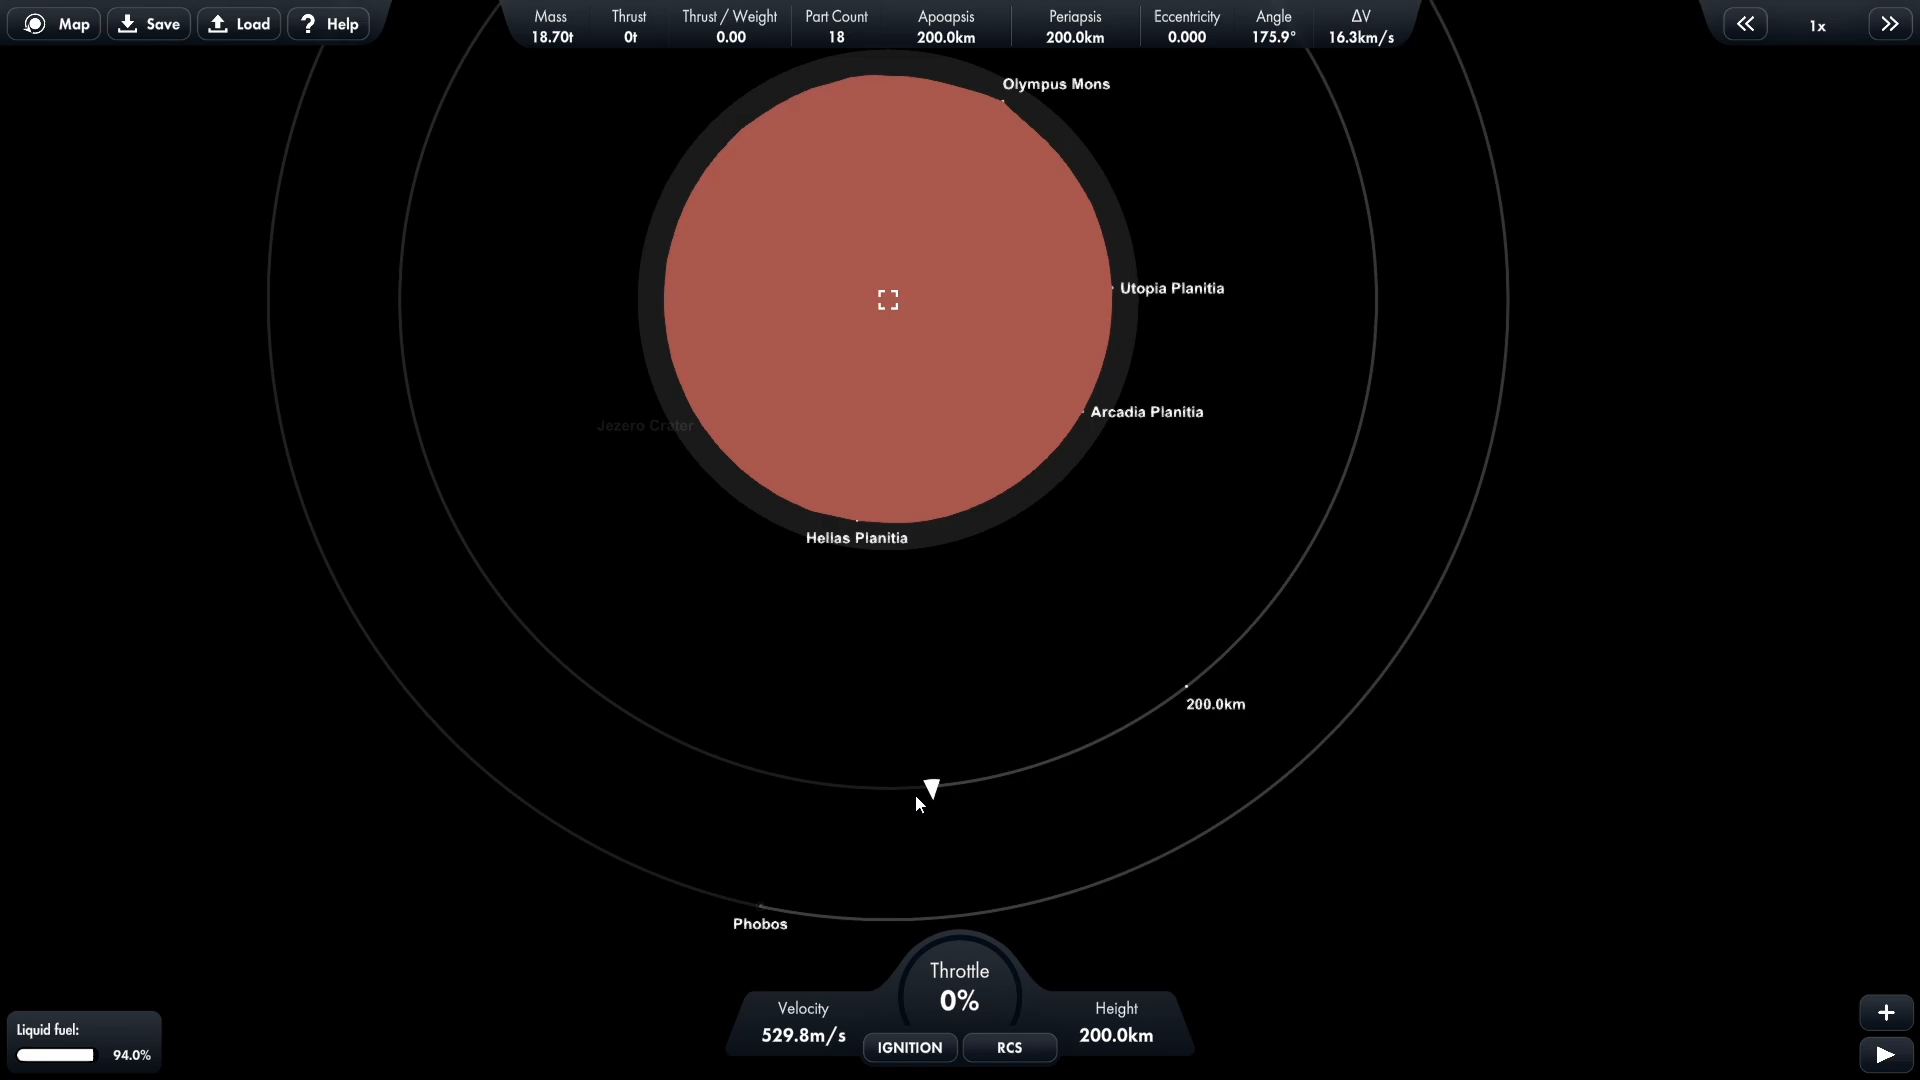 Map
Save
Load
? Help
Mass
18.70t
Thrust
0t
Thrust / Weight
0.00
Part Count
18
Apoapsis
200.0km
Periapsis
200.0km
Eccentricity
0.000
Angle
175.9°
ΔV
16.3km/s
1x
Olympus Mons
Utopia Planitia
Arcadia Planitia
Jezero Crater
Hellas Planitia
200.0km
Phobos
Throttle
0%
Velocity
529.8m/s
Height
200.0km
IGNITION
RCS
Liquid fuel:
94.0%